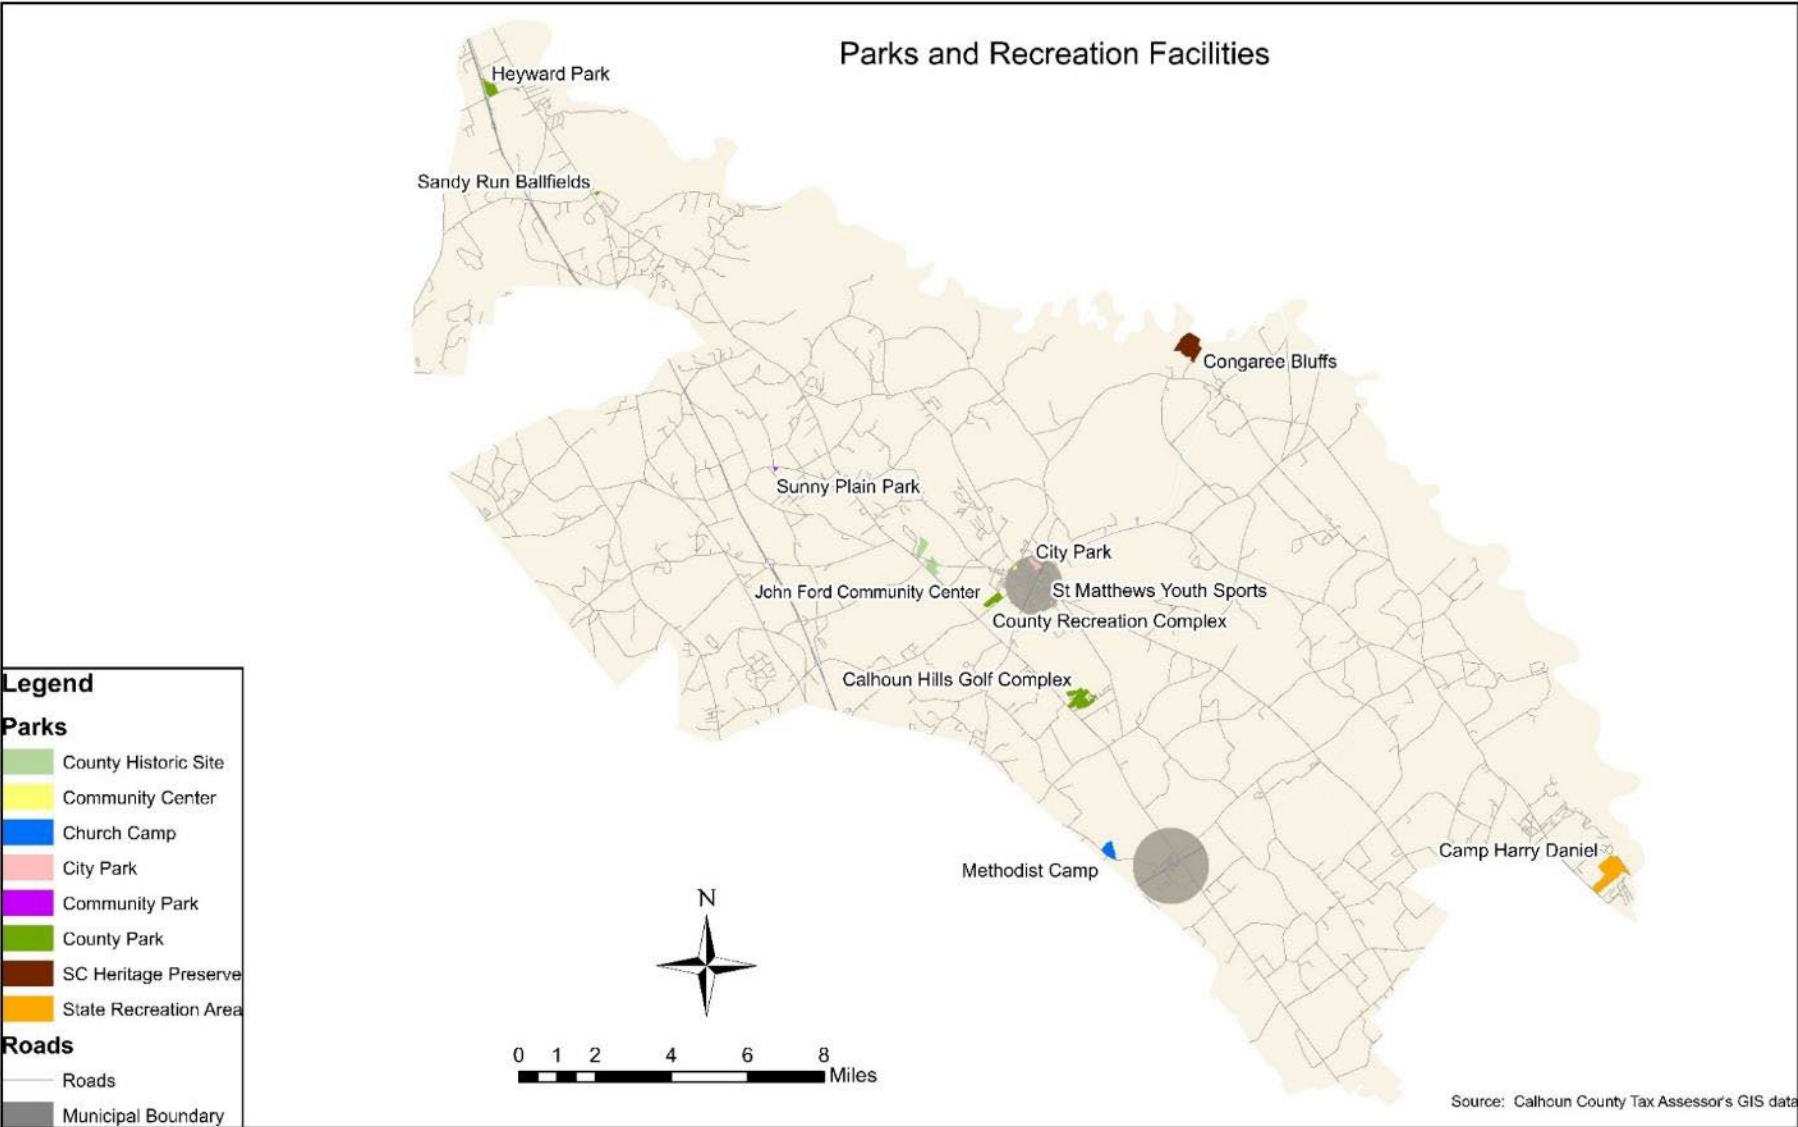 Parks and Recreation Facilities
Heyward Park
Sandy Run Ballfields
Congaree Bluffs
Sunny Plain Park
City Park
John Ford Community Center
St Matthews Youth Sports
County Recreation Complex
Calhoun Hills Golf Complex
Methodist Camp
Camp Harry Daniel
Legend
Parks
County Historic Site
Community Center
Church Camp
City Park
Community Park
County Park
SC Heritage Preserve
State Recreation Area
Roads
Roads
Municipal Boundary
N
0 1 2 4 6 8
Miles
Source: Calhoun County Tax Assessor's GIS data